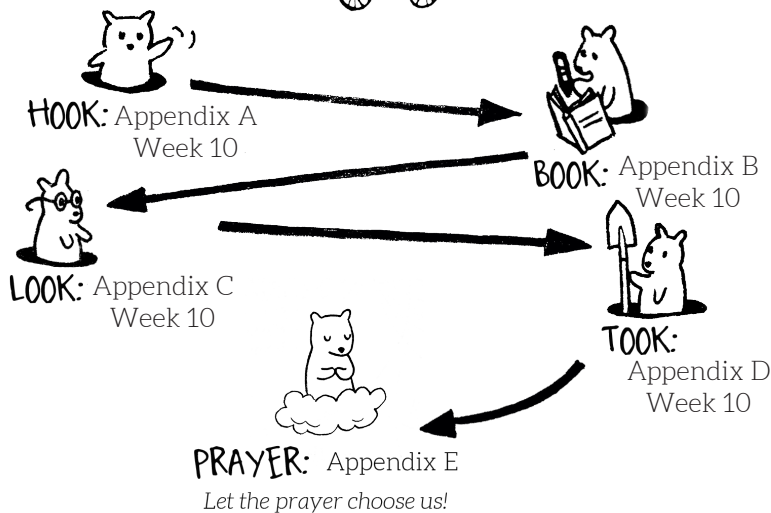 HOOK: Appendix A
Week 10
BOOK: Appendix B
Week 10
LOOK: Appendix C
Week 10
TOOK:
Appendix D
Week 10
PRAYER: Appendix E
Let the prayer choose us!